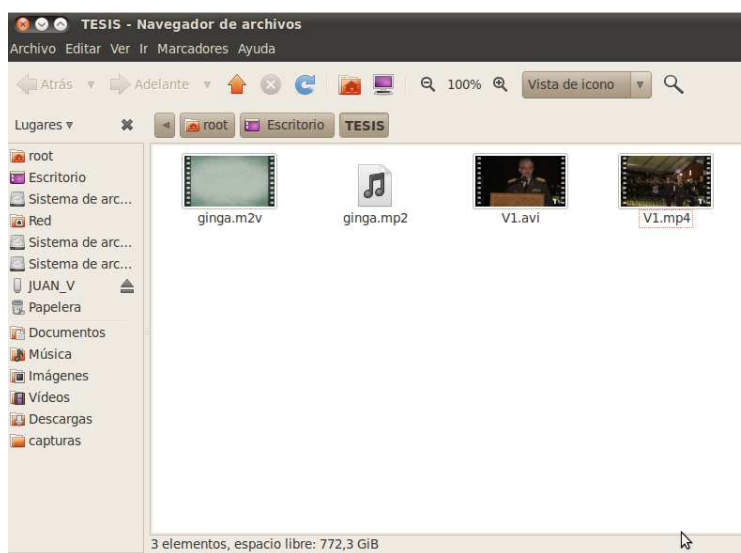 TESIS - Navegador de archivos
Archivo Editar Ver Ir Marcadores Ayuda
Atrás Adelante 100% Vista de icono
Lugares root Escritorio TESIS
root
Escritorio
Sistema de arc...
Red
Sistema de arc...
Sistema de arc...
JUAN_V
Papelera
Documentos
Música
Imágenes
Vídeos
Descargas
capturas
ginga.m2v ginga.mp2 V1.avi V1.mp4
3 elementos, espacio libre: 772,3 GiB